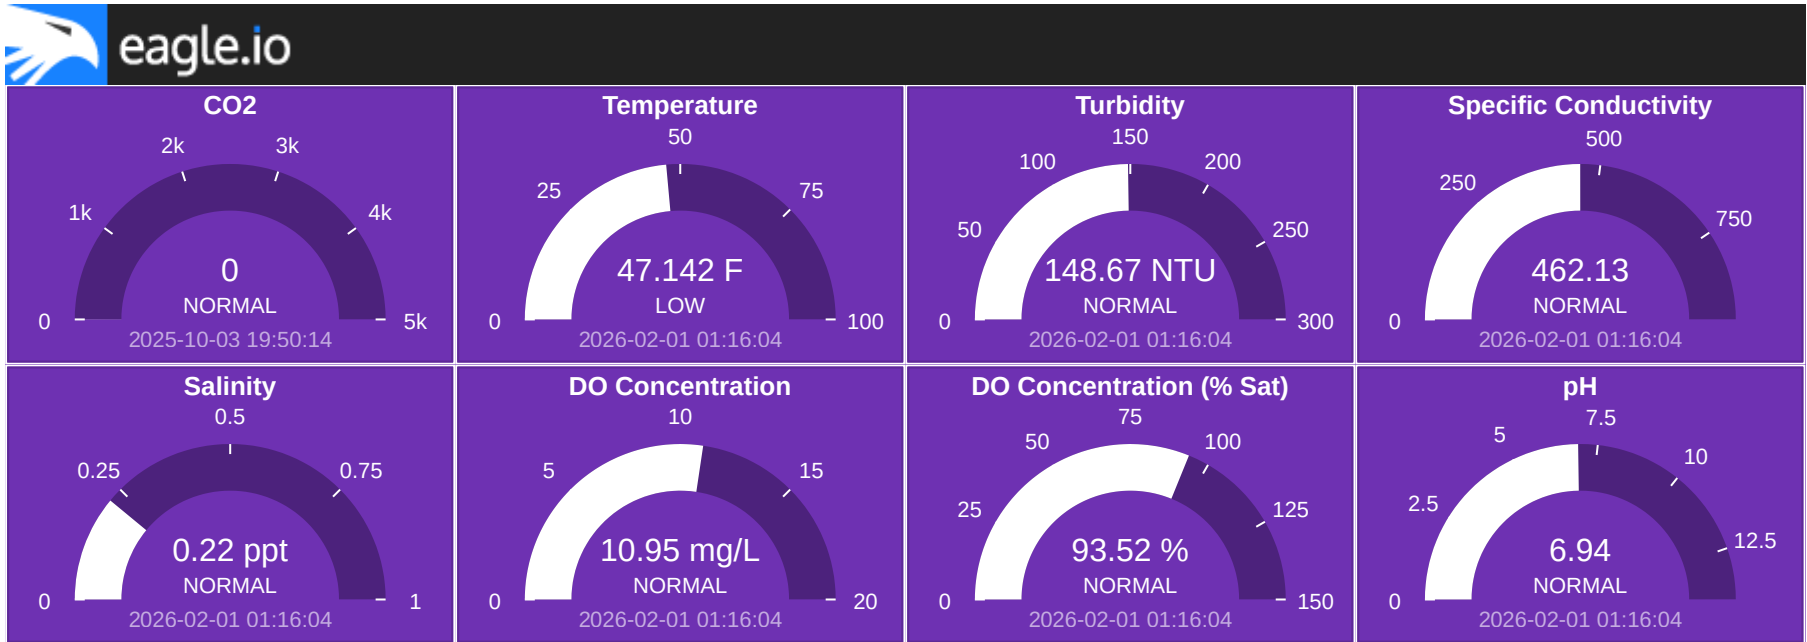 eagle.io
CO2
2k
3k
1k
4k
0
5k
0
NORMAL
2025-10-03 19:50:14
Temperature
50
25
75
0
100
47.142 F
LOW
2026-02-01 01:16:04
Turbidity
150
100
200
50
250
0
300
148.67 NTU
NORMAL
2026-02-01 01:16:04
Specific Conductivity
500
250
750
0
462.13
NORMAL
2026-02-01 01:16:04
Salinity
0.5
0.25
0.75
0
1
0.22 ppt
NORMAL
2026-02-01 01:16:04
DO Concentration
10
5
15
0
20
10.95 mg/L
NORMAL
2026-02-01 01:16:04
DO Concentration (% Sat)
75
50
100
25
125
0
150
93.52 %
NORMAL
2026-02-01 01:16:04
pH
7.5
5
10
2.5
12.5
0
6.94
NORMAL
2026-02-01 01:16:04